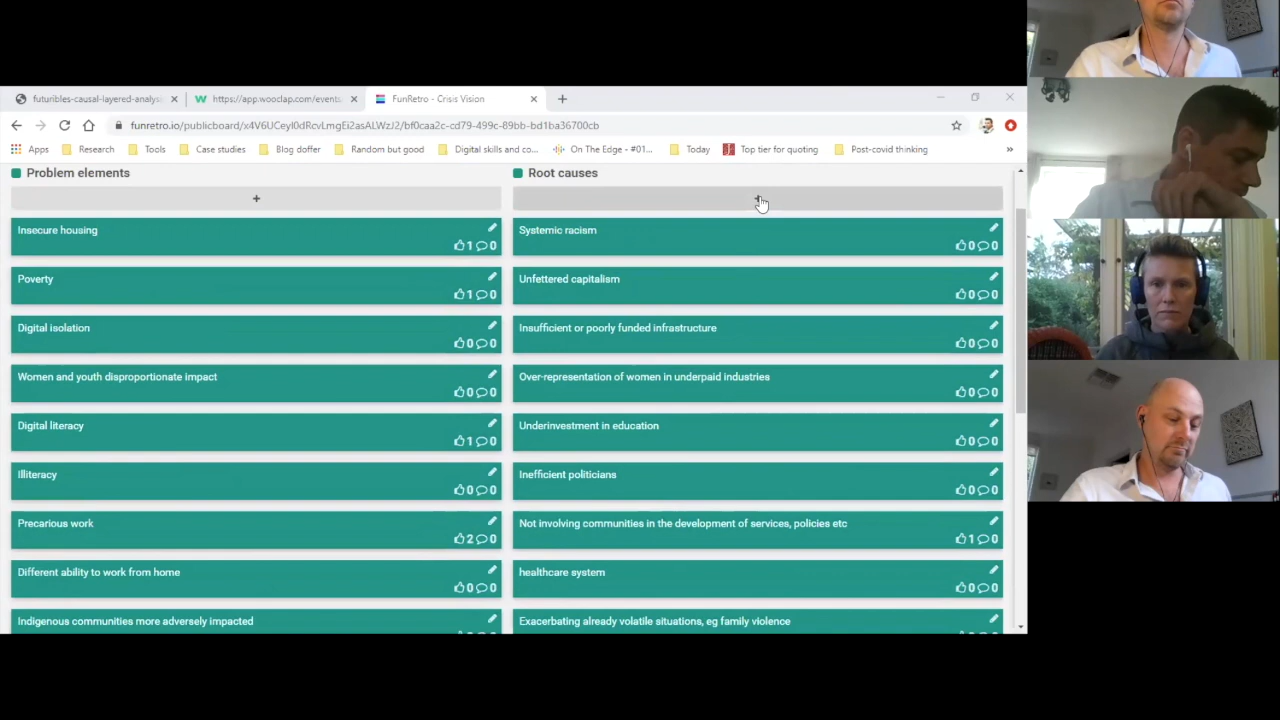 futuribles-causal-layered-analysi
https://app.wooclap.com/events
FunRetro - Crisis Vision
funretro.io/publicboard/x4V6UCeyl0dRcvLmgEi2asALWzJ2/bf0caa2c-cd79-499c-89bb-bd1ba36700cb
Apps Research Tools Case studies Blog doffer Random but good Digital skills and co... On The Edge - #01... Today Top tier for quoting Post-covid thinking »
Problem elements
+
Insecure housing
1 0
Poverty
1 0
Digital isolation
0 0
Women and youth disproportionate impact
0 0
Digital literacy
1 0
Illiteracy
0 0
Precarious work
2 0
Different ability to work from home
0 0
Indigenous communities more adversely impacted
Root causes
Systemic racism
0 0
Unfettered capitalism
0 0
Insufficient or poorly funded infrastructure
0 0
Over-representation of women in underpaid industries
0 0
Underinvestment in education
0 0
Inefficient politicians
0 0
Not involving communities in the development of services, policies etc
1 0
healthcare system
0 0
Exacerbating already volatile situations, eg family violence